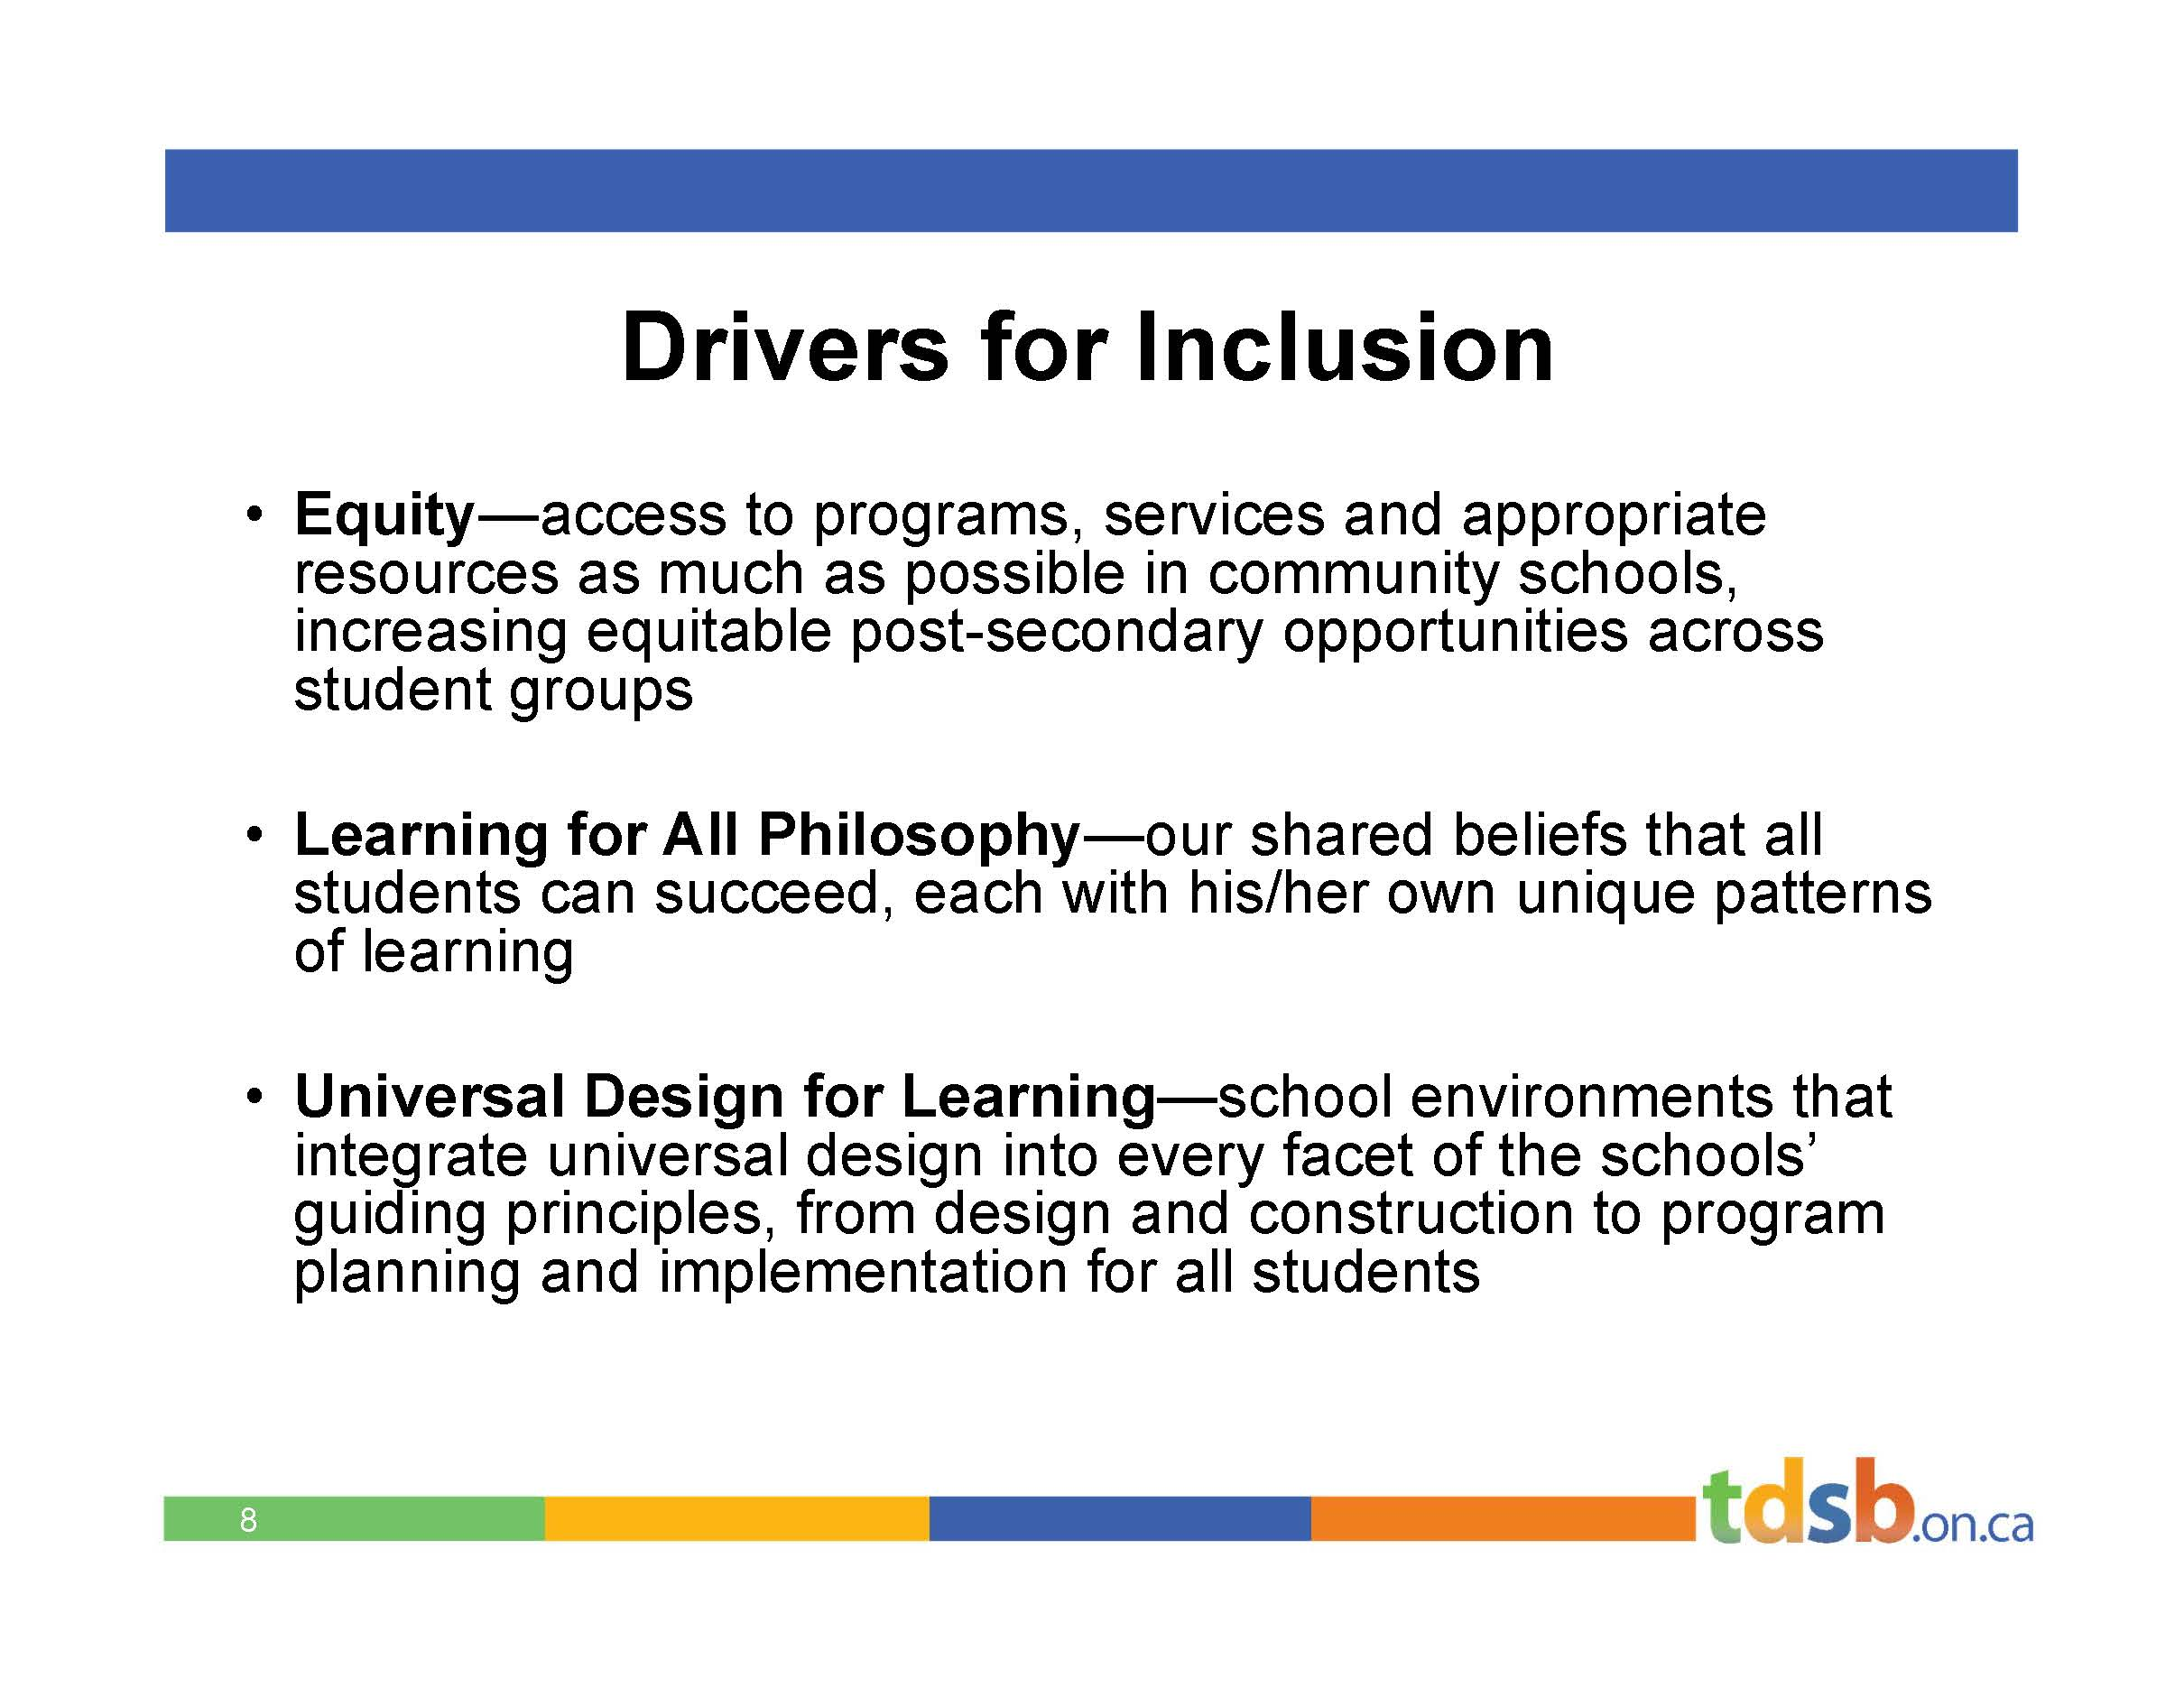 Drivers for Inclusion
• Equity—access to programs, services and appropriate
resources as much as possible in community schools,
increasing equitable post-secondary opportunities across
student groups
• Learning for All Philosophy—our shared beliefs that all
students can succeed, each with his/her own unique patterns
of learning
• Universal Design for Learning—school environments that
integrate universal design into every facet of the schools’
guiding principles, from design and construction to program
planning and implementation for all students
8
tdsb.on.ca